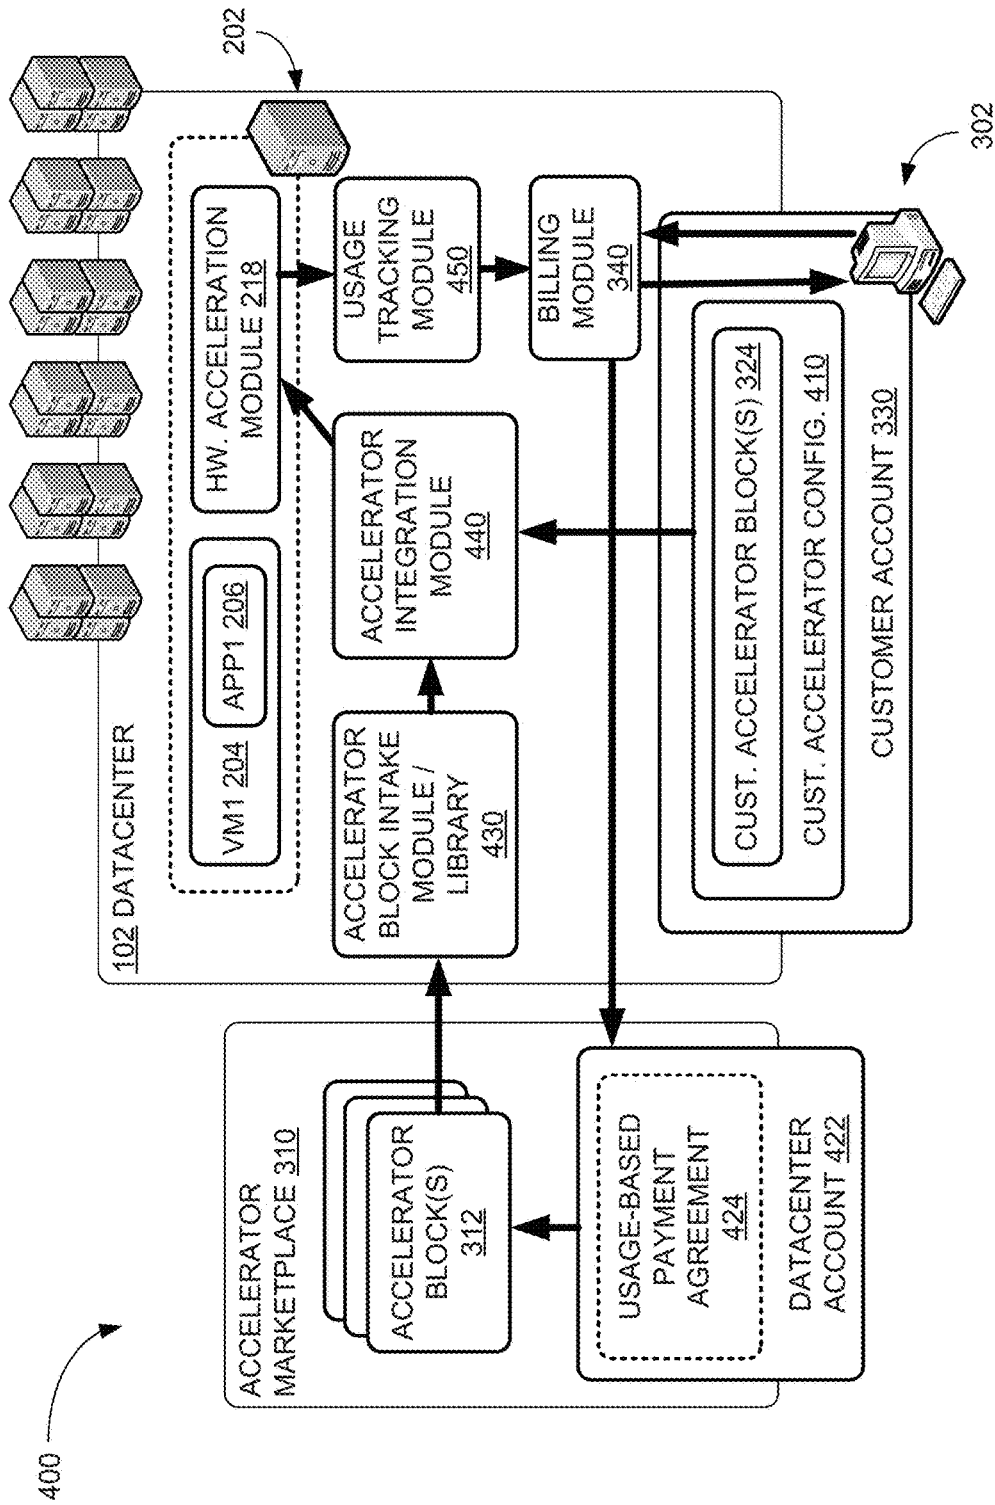 400
ACCELERATOR
MARKETPLACE 310
ACCELERATOR
BLOCK(S)
312
USAGE-BASED
PAYMENT
AGREEMENT
424
DATACENTER
ACCOUNT 422
102 DATACENTER
VM1 204
APP1 206
HW. ACCELERATION
MODULE 218
202
ACCELERATOR
BLOCK INTAKE
MODULE /
LIBRARY
430
ACCELERATOR
INTEGRATION
MODULE
440
USAGE
TRACKING
MODULE
450
BILLING
MODULE
340
CUST. ACCELERATOR BLOCK(S) 324
CUST. ACCELERATOR CONFIG. 410
CUSTOMER ACCOUNT 330
302